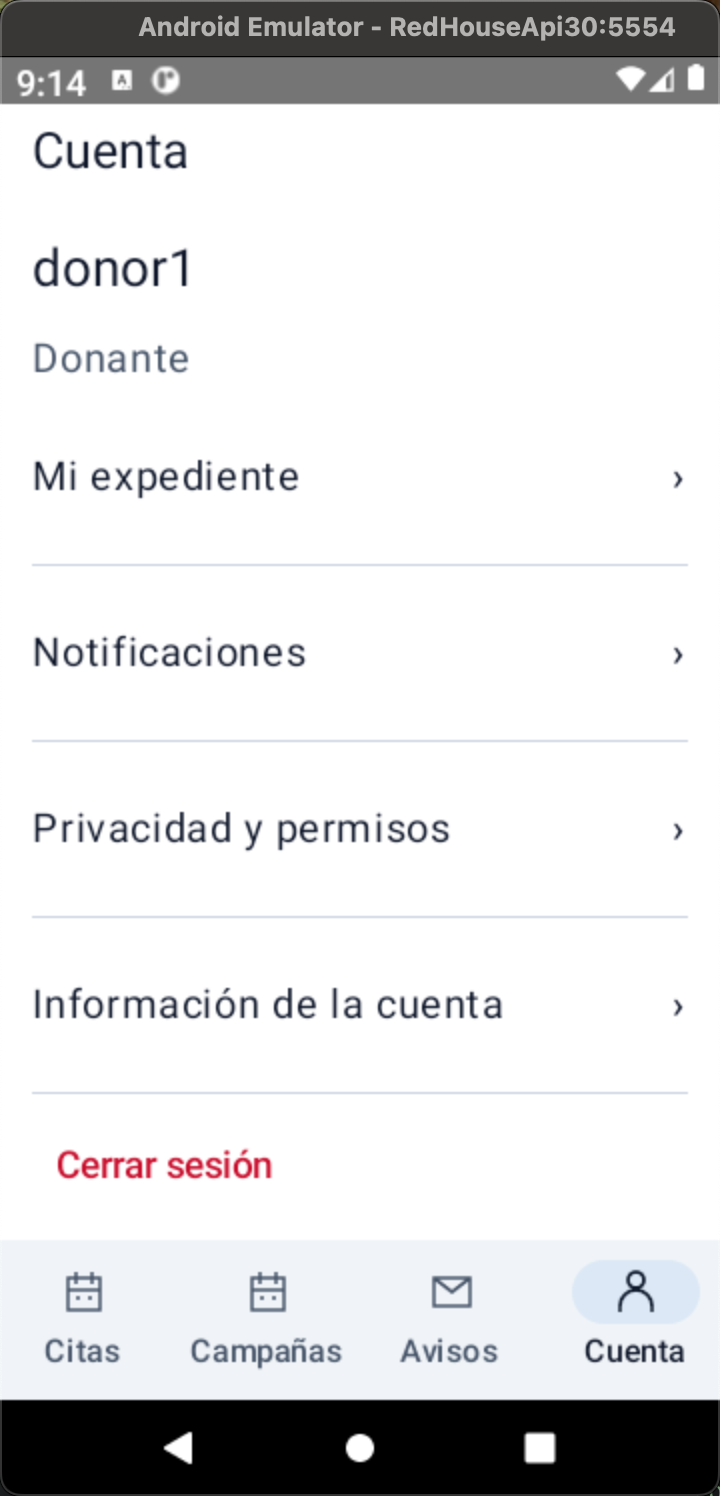 Android Emulator - RedHouseApi30:5554
9:14
Cuenta
donor1
Donante
Mi expediente
Notificaciones
Privacidad y permisos
Información de la cuenta
Cerrar sesión
Citas
Campañas
Avisos
Cuenta